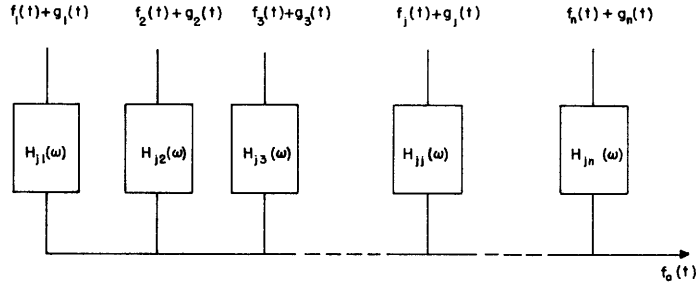 f₁(t)+g₁(t) f₂(t)+g₂(t) f₃(t)+g₃(t) fⱼ(t)+gⱼ(t) fₙ(t)+gₙ(t)
Hⱼ₁(ω) Hⱼ₂(ω) Hⱼ₃(ω) Hⱼⱼ(ω) Hⱼₙ(ω)
fₒ(t)